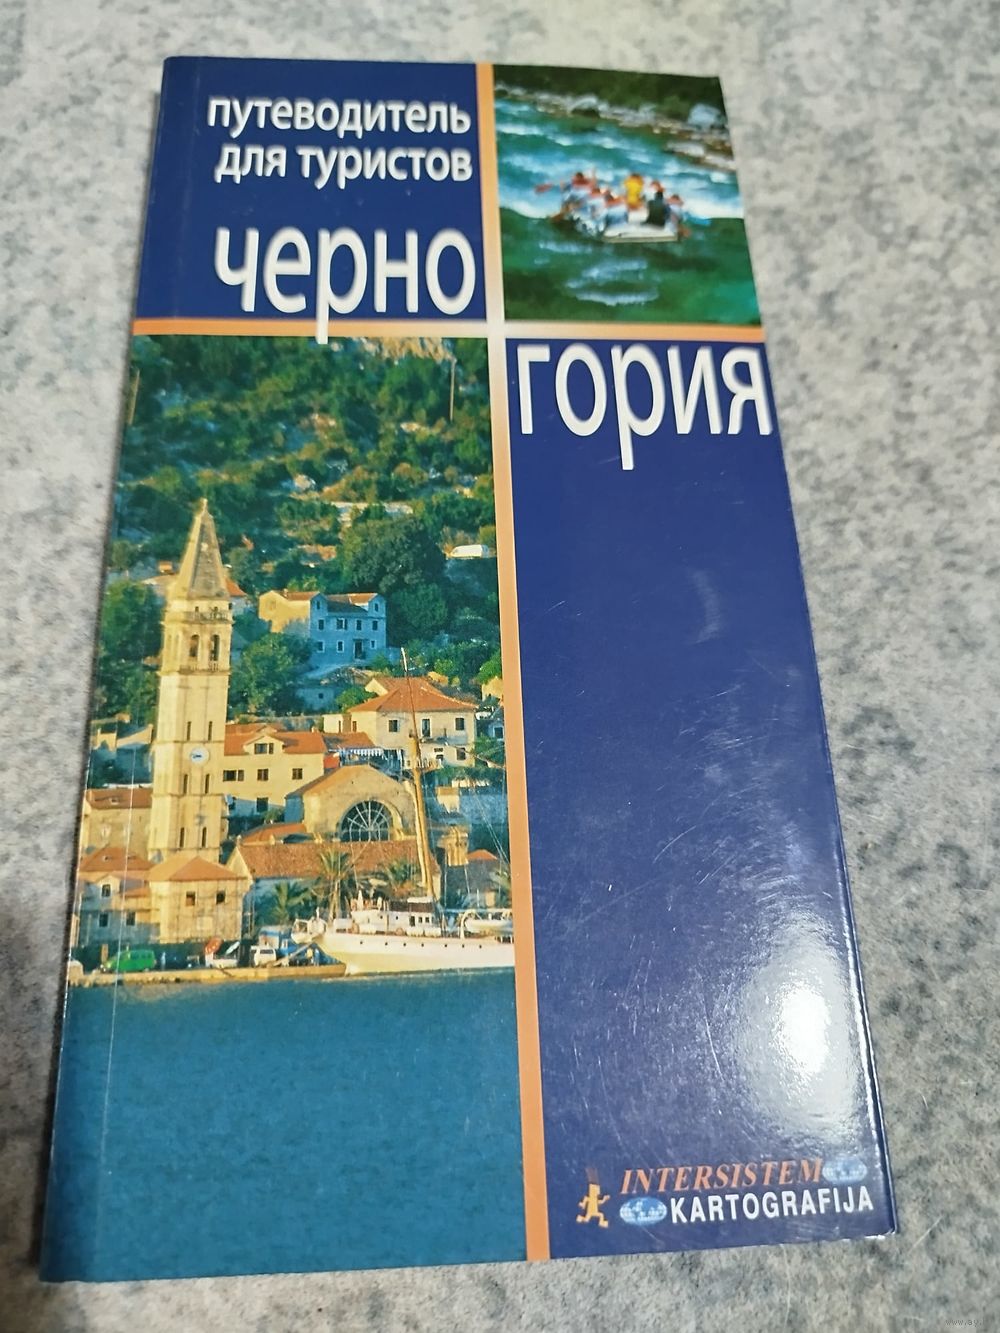 путеводитель
для туристов
черно
гория
INTERSISTEM
KARTOGRAFIJA